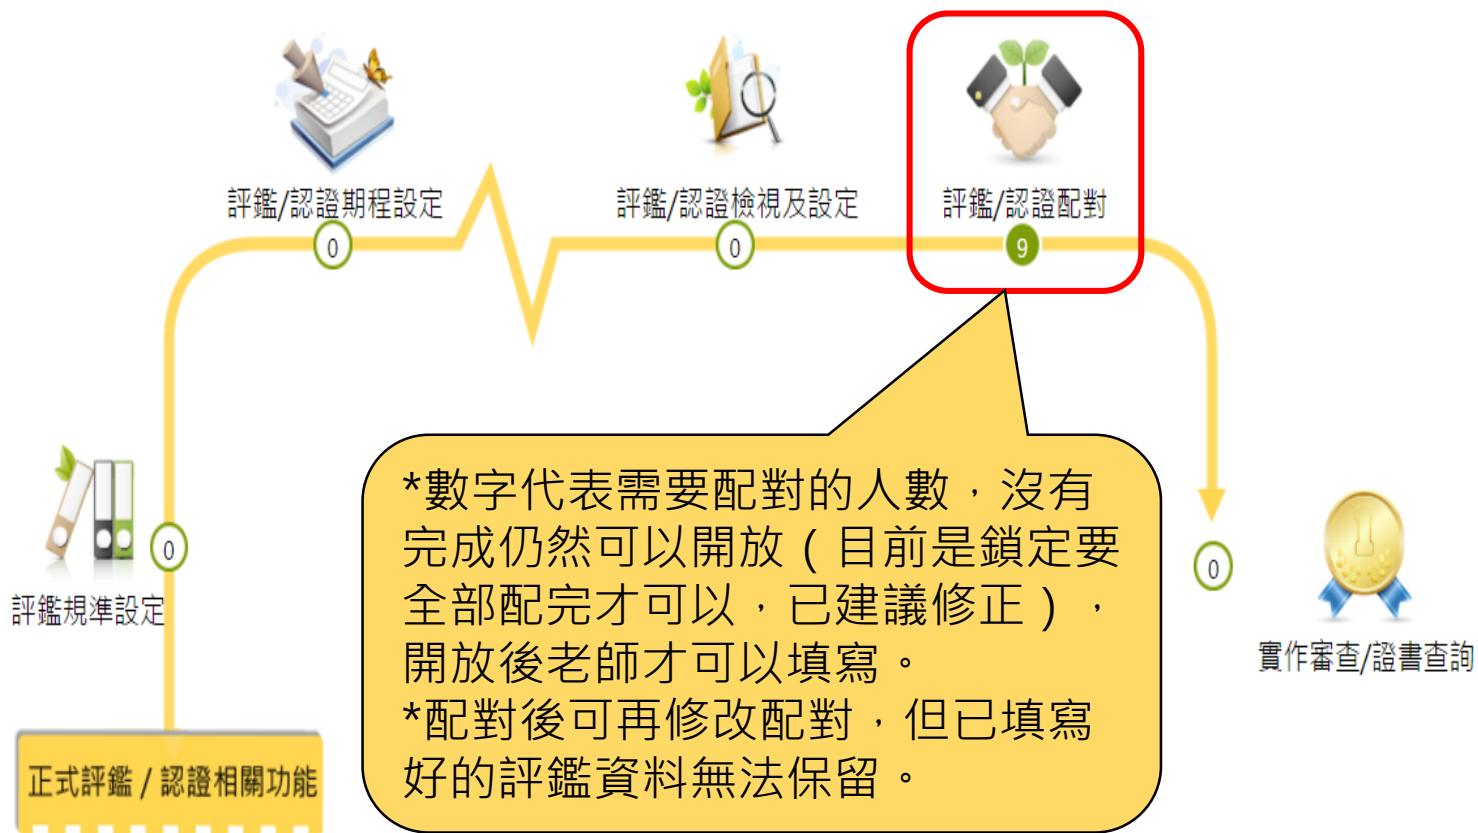 評鑑/認證期程設定
0
評鑑/認證檢視及設定
0
評鑑/認證配對
9
*數字代表需要配對的人數，沒有
完成仍然可以開放（目前是鎖定要
全部配完才可以，已建議修正），
開放後老師才可以填寫。
*配對後可再修改配對，但已填寫
好的評鑑資料無法保留。
0
評鑑規準設定
0
實作審查/證書查詢
正式評鑑 / 認證相關功能